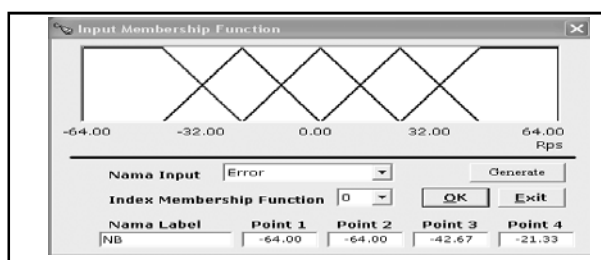 Input Membership Function
-64.00 -32.00 0.00 32.00 64.00
Rps
Nama Input Error Generate
Index Membership Function 0 OK Exit
Nama Label Point 1 Point 2 Point 3 Point 4
NB -64.00 -64.00 -42.67 -21.33